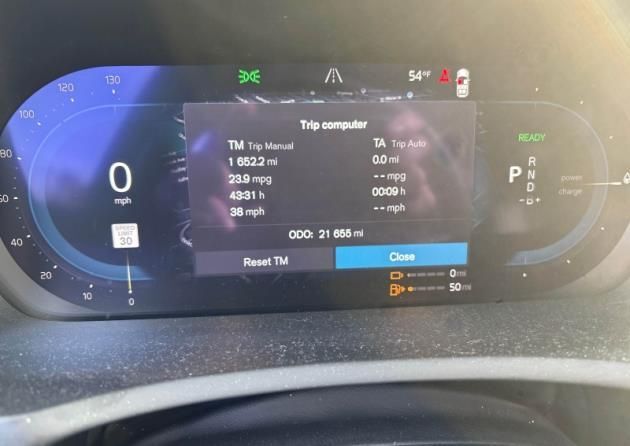 54°F
130
120
100
80
60
40
20
10
0
0
mph
SPEED
LIMIT
30
Trip computer
TM Trip Manual
1 652.2 mi
23.9 mpg
43:31 h
38 mph
TA Trip Auto
0.0 mi
-- mpg
00:09 h
-- mph
ODO: 21 655 mi
Reset TM
Close
READY
P
R
N
D
-B+
power
charge
0 mi
50 mi